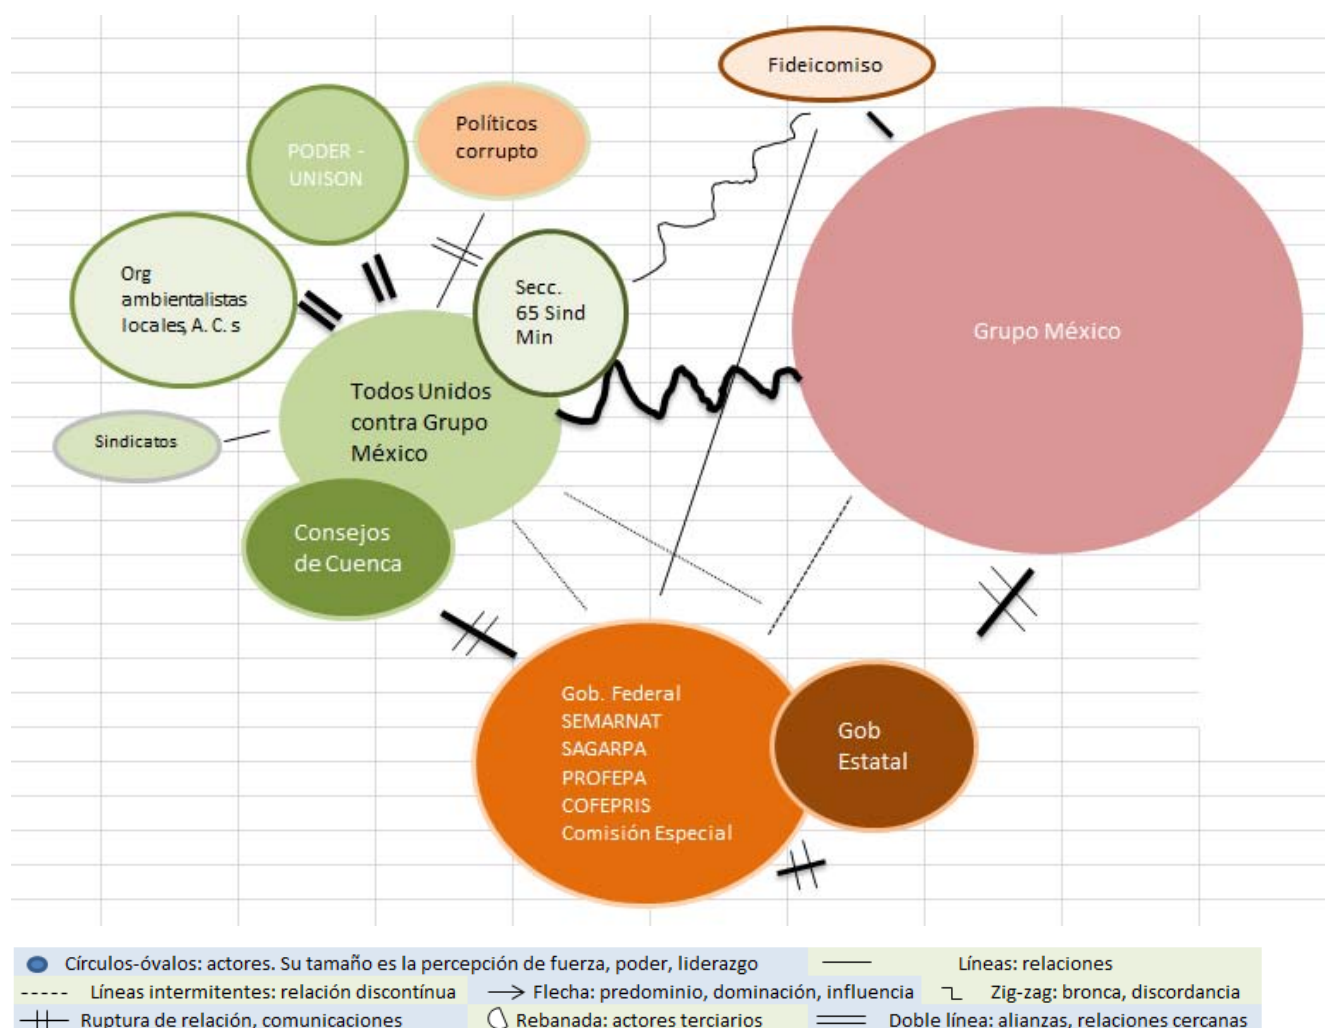 Fideicomiso
Políticos
corrupto
PODER -
UNISON
Org
ambientalistas
locales, A. C. s
Secc.
65 Sind
Min
Grupo México
Todos Unidos
contra Grupo
México
Sindicatos
Consejos
de Cuenca
Gob. Federal
SEMARNAT
SAGARPA
PROFEPA
COFEPRIS
Comisión Especial
Gob
Estatal
Círculos-óvalos: actores. Su tamaño es la percepción de fuerza, poder, liderazgo
Líneas: relaciones
Líneas intermitentes: relación discontínua
Flecha: predominio, dominación, influencia
Zig-zag: bronca, discordancia
Ruptura de relación, comunicaciones
Rebanada: actores terciarios
Doble línea: alianzas, relaciones cercanas